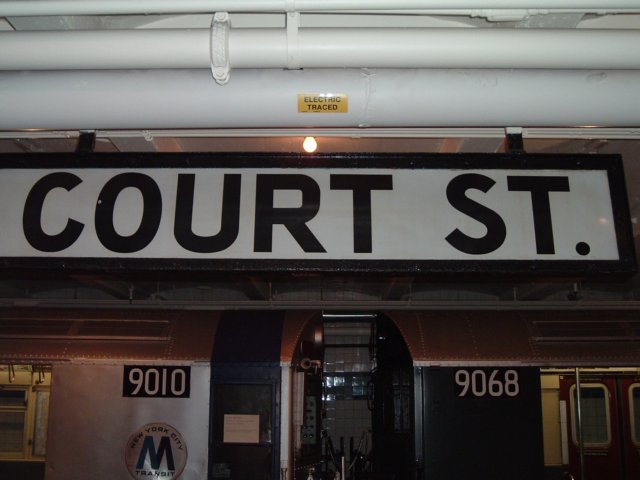 ELECTRIC
TRACED
COURT ST.
9010
9068
NEW YORK CITY
M
TRANSIT